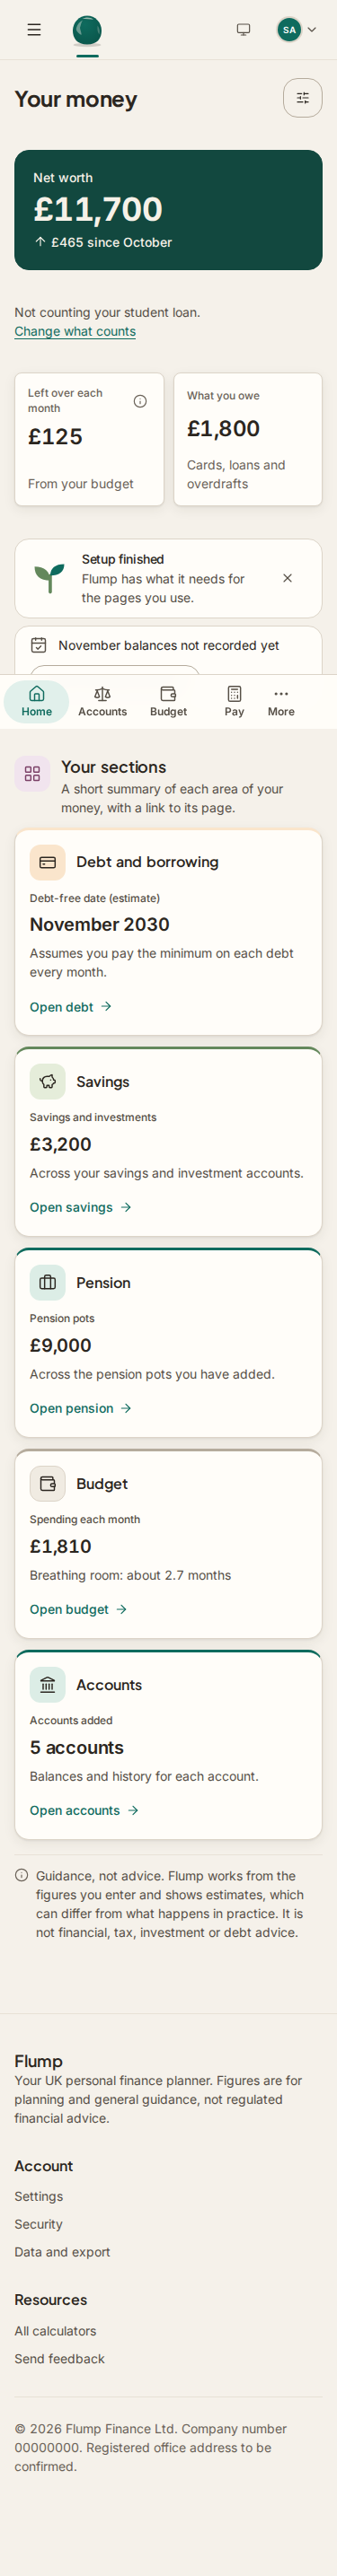 SA
Your money
Net worth
£11,700
↑ £465 since October
Not counting your student loan.
Change what counts
Left over each
month
£125
From your budget
What you owe
£1,800
Cards, loans and
overdrafts
Setup finished
Flump has what it needs for
the pages you use.
November balances not recorded yet
Home
Accounts
Budget
Pay
More
Your sections
A short summary of each area of your
money, with a link to its page.
Debt and borrowing
Debt-free date (estimate)
November 2030
Assumes you pay the minimum on each debt
every month.
Open debt →
Savings
Savings and investments
£3,200
Across your savings and investment accounts.
Open savings →
Pension
Pension pots
£9,000
Across the pension pots you have added.
Open pension →
Budget
Spending each month
£1,810
Breathing room: about 2.7 months
Open budget →
Accounts
Accounts added
5 accounts
Balances and history for each account.
Open accounts →
Guidance, not advice. Flump works from the
figures you enter and shows estimates, which
can differ from what happens in practice. It is
not financial, tax, investment or debt advice.
Flump
Your UK personal finance planner. Figures are for
planning and general guidance, not regulated
financial advice.
Account
Settings
Security
Data and export
Resources
All calculators
Send feedback
© 2026 Flump Finance Ltd. Company number
00000000. Registered office address to be
confirmed.